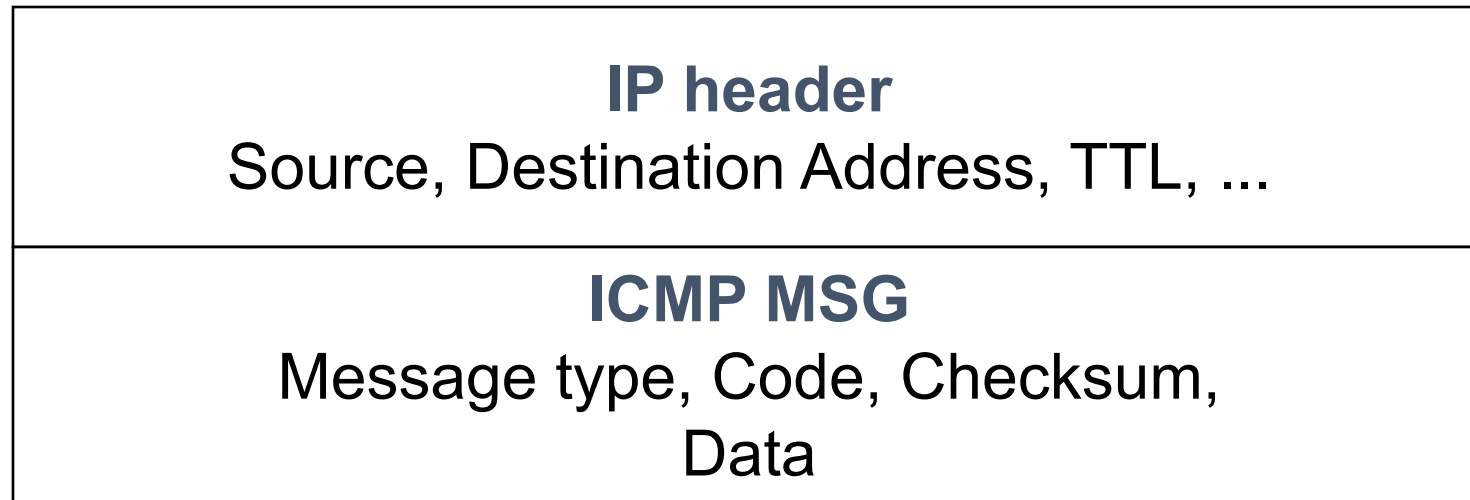 IP header
Source, Destination Address, TTL, ...
ICMP MSG
Message type, Code, Checksum,
Data